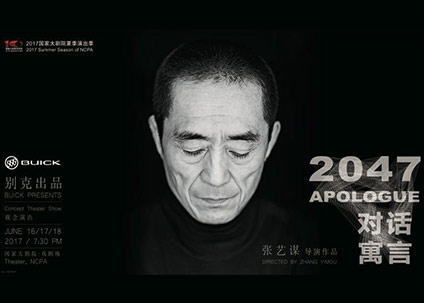 2017国家大剧院夏季演出季
2017 Summer Season of NCPA
BUICK
别克出品
BUICK PRESENTS
Concept Theater Show
观念演出
JUNE 16/17/18
2017 / 7:30 PM
国家大剧院·戏剧场
Theater, NCPA
2047
APOLOGUE
对话
寓言
张艺谋 导演作品
DIRECTED BY ZHANG YIMOU